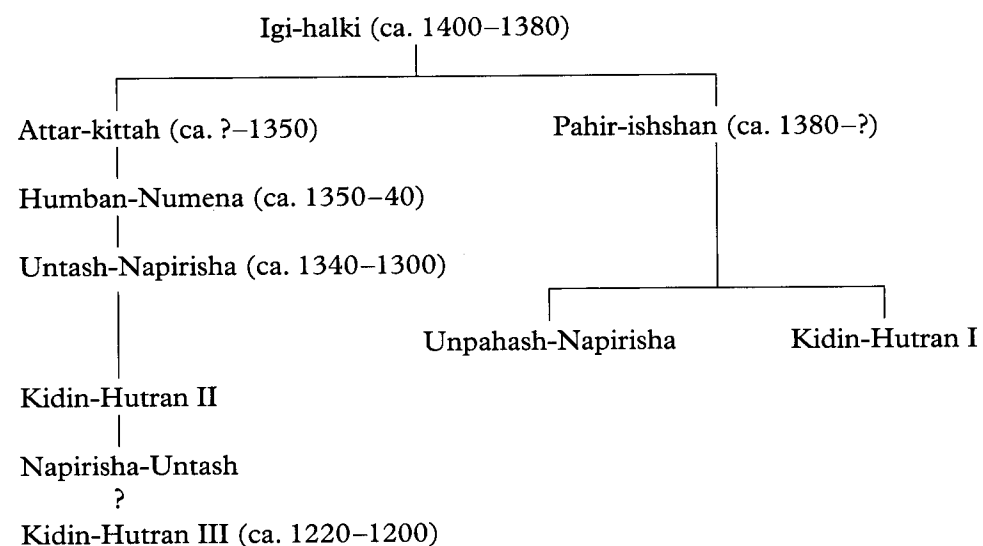 Igi-halki (ca. 1400–1380)
Attar-kittah (ca. ?–1350)
Pahir-ishshan (ca. 1380–?)
Humban-Numena (ca. 1350–40)
Untash-Napirisha (ca. 1340–1300)
Unpahash-Napirisha
Kidin-Hutran I
Kidin-Hutran II
Napirisha-Untash
?
Kidin-Hutran III (ca. 1220–1200)